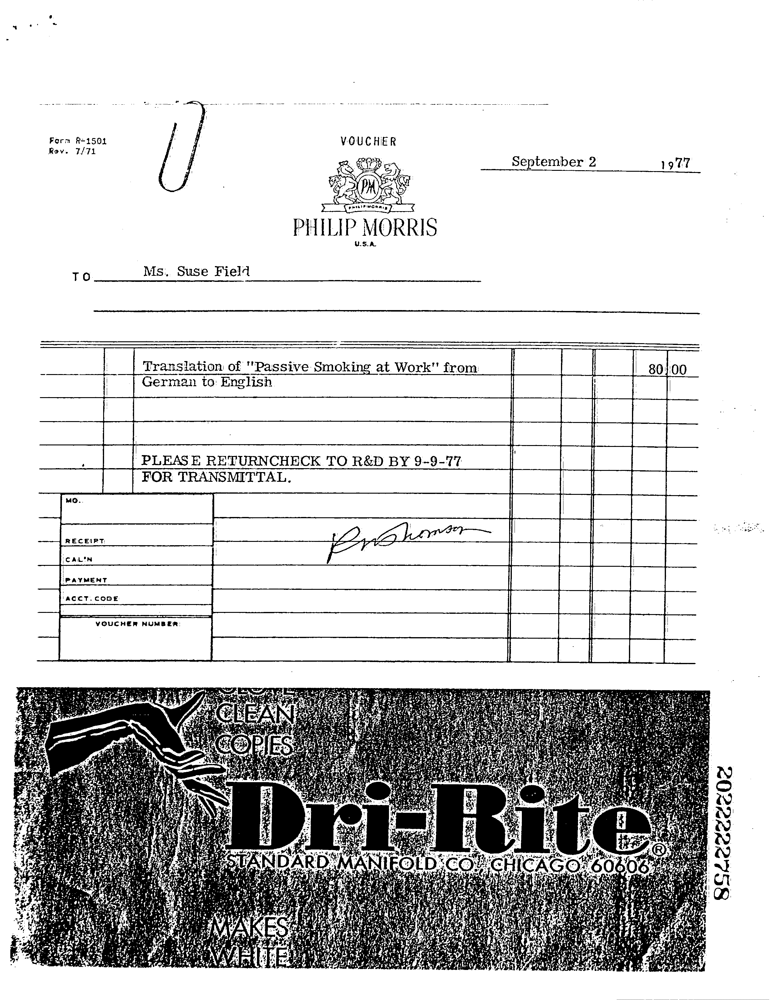 Form R-1501
Rev. 7/71
VOUCHER
September 2 1977
PM
PHILIP MORRIS
PHILIP MORRIS
U.S.A.
TO Ms. Suse Field
Translation of "Passive Smoking at Work" from 80 00
German to English
PLEASE RETURNCHECK TO R&D BY 9-9-77
FOR TRANSMITTAL.
MO.
RECEIPT
CAL'N
PAYMENT
ACCT. CODE
VOUCHER NUMBER
CLEAN
COPIES
Dri-Rite®
STANDARD MANIFOLD CO. CHICAGO 60606
MAKES
WHITE
2022222758